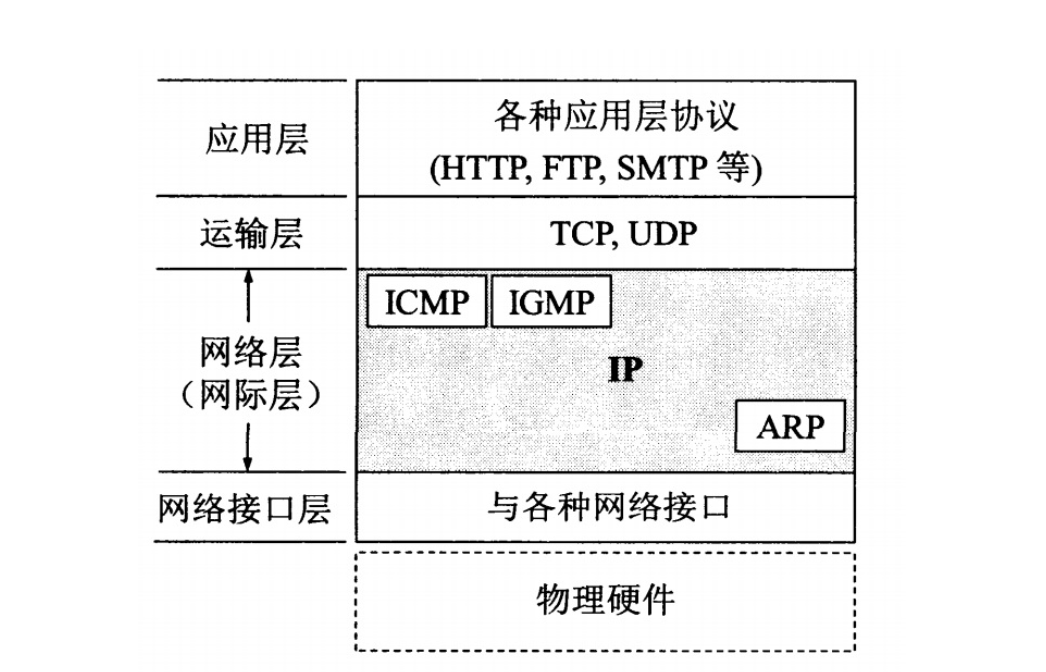 应用层
各种应用层协议
(HTTP, FTP, SMTP 等)
运输层
TCP, UDP
ICMP
IGMP
网络层
（网际层）
IP
ARP
网络接口层
与各种网络接口
物理硬件